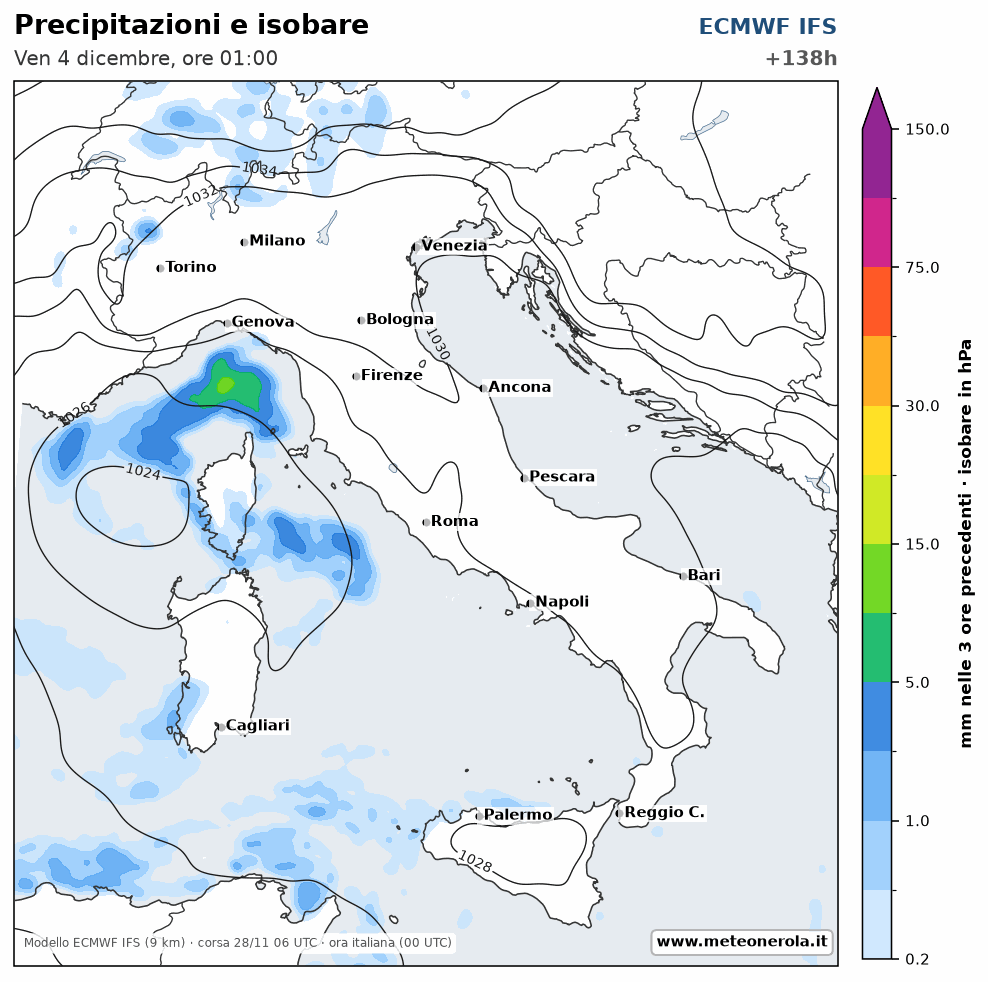 Precipitazioni e isobare
ECMWF IFS
Ven 4 dicembre, ore 01:00
+138h
1034
1032
Milano
Venezia
Torino
Genova
Bologna
1030
Firenze
Ancona
1026
1024
Pescara
Roma
Bari
Napoli
Cagliari
Palermo
Reggio C.
1028
Modello ECMWF IFS (9 km) · corsa 28/11 06 UTC · ora italiana (00 UTC)
www.meteonerola.it
150.0
75.0
30.0
15.0
5.0
1.0
0.2
mm nelle 3 ore precedenti · isobare in hPa